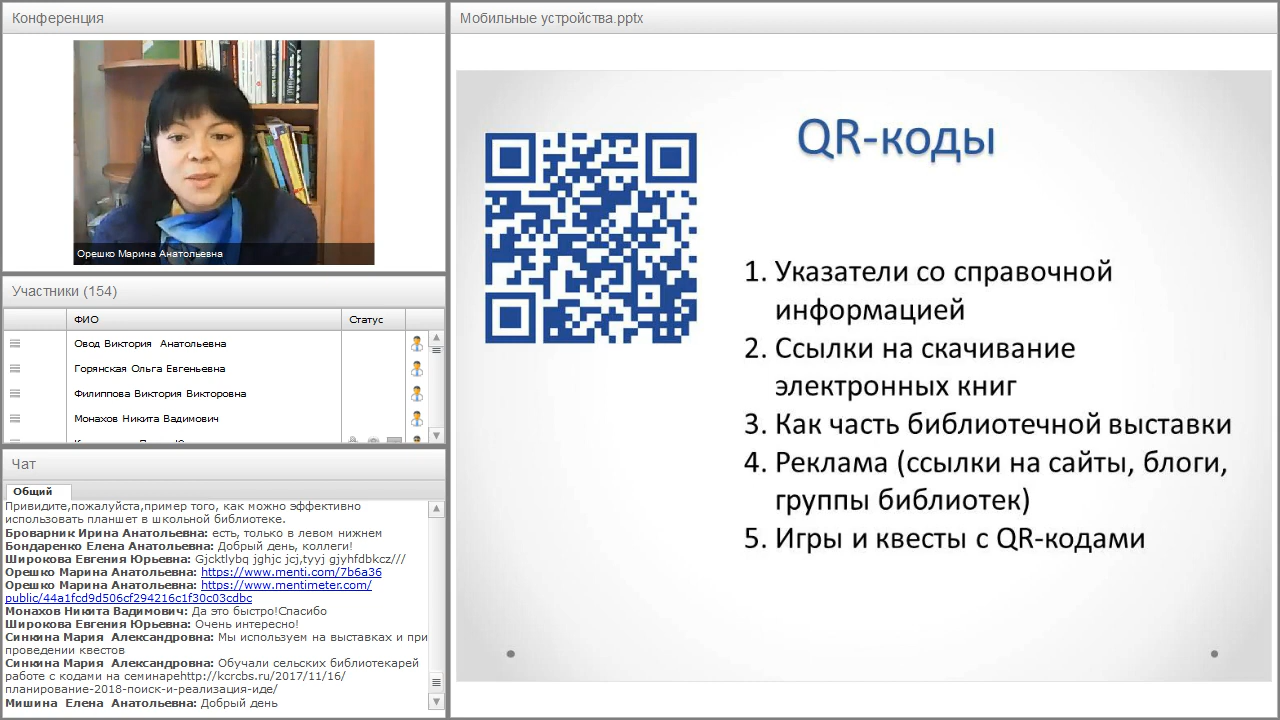 Конференция
Орешко Марина Анатольевна
Участники (154)
ФИО Статус
Овод Виктория Анатольевна
Горянская Ольга Евгеньевна
Филиппова Виктория Викторовна
Монахов Никита Вадимович
Чат
Общий
Привидите,пожалуйста,пример того, как можно эффективно
использовать планшет в школьной библиотеке.
Броварник Ирина Анатольевна: есть, только в левом нижнем
Бондаренко Елена Анатольевна: Добрый день, коллеги!
Широкова Евгения Юрьевна: Gjcktlybq jghjc jcj,tyyj gjyhfdbkcz///
Орешко Марина Анатольевна: https://www.menti.com/7b6a36
Орешко Марина Анатольевна: https://www.mentimeter.com/
public/44a1fcd9d506cf294216c1f30c03cdbc
Монахов Никита Вадимович: Да это быстро!Спасибо
Широкова Евгения Юрьевна: Очень интересно!
Синкина Мария Александровна: Мы используем на выставках и при
проведении квестов
Синкина Мария Александровна: Обучали сельских библиотекарей
работе с кодами на семинареhttp://kcrcbs.ru/2017/11/16/
планирование-2018-поиск-и-реализация-иде/
Мишина Елена Анатольевна: Добрый день
Мобильные устройства.pptx
QR-коды
1. Указатели со справочной
информацией
2. Ссылки на скачивание
электронных книг
3. Как часть библиотечной выставки
4. Реклама (ссылки на сайты, блоги,
группы библиотек)
5. Игры и квесты с QR-кодами